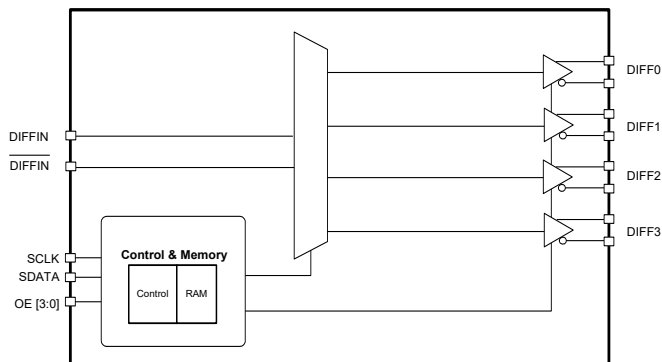 DIFF0
DIFF1
DIFFIN
DIFFIN
DIFF2
DIFF3
SCLK
SDATA
OE [3:0]
Control & Memory
Control
RAM